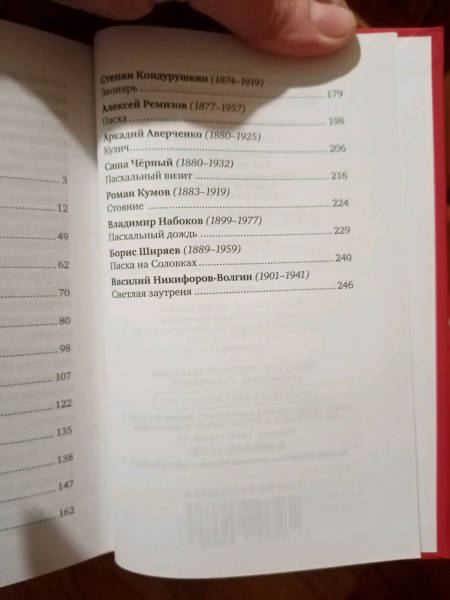 3
12
49
62
70
80
98
107
122
135
138
147
162
Степан Кондурушкин (1874–1919)
Звонарь 179
Алексей Ремизов (1877–1957)
Пасха 198
Аркадий Аверченко (1880–1925)
Кулич 206
Саша Чёрный (1880–1932)
Пасхальный визит 216
Роман Кумов (1883–1919)
Стояние 224
Владимир Набоков (1899–1977)
Пасхальный дождь 229
Борис Ширяев (1889–1959)
Пасха на Соловках 240
Василий Никифоров-Волгин (1901–1941)
Светлая заутреня 246